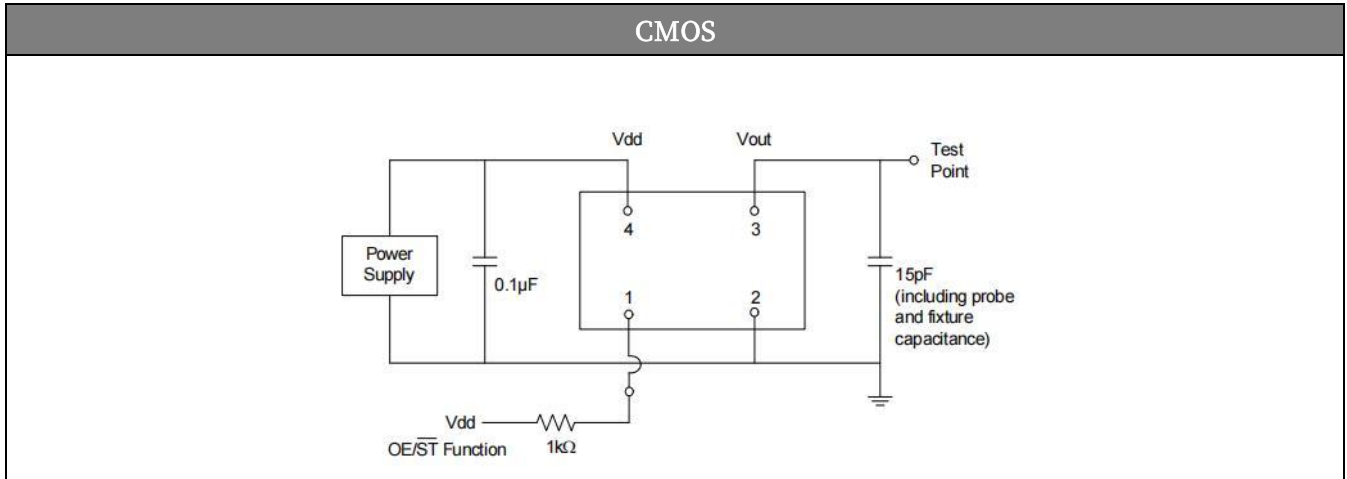 CMOS
Vdd
Vout
Test
Point
4
3
Power
Supply
0.1µF
1
2
15pF
(including probe
and fixture
capacitance)
Vdd
1kΩ
OE/S̅T̅ Function